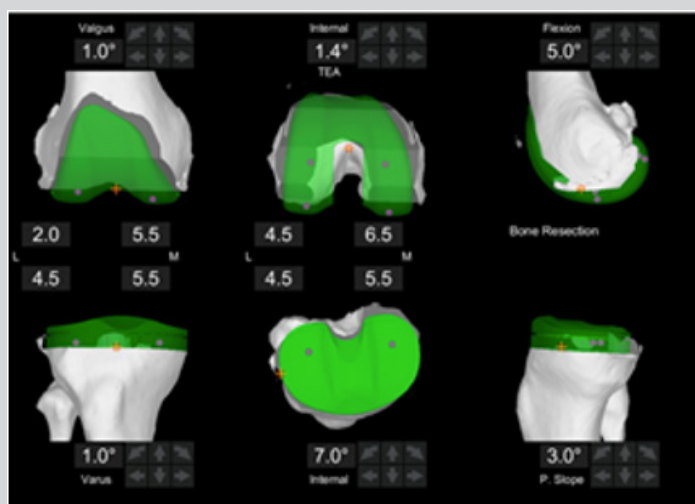 Valgus Internal Flexion
1.0° 1.4° 5.0°
TEA
2.0 5.5 4.5 6.5 Bone Resection
L M L M
4.5 5.5 4.5 5.5
1.0° 7.0° 3.0°
Varus Internal P. Slope